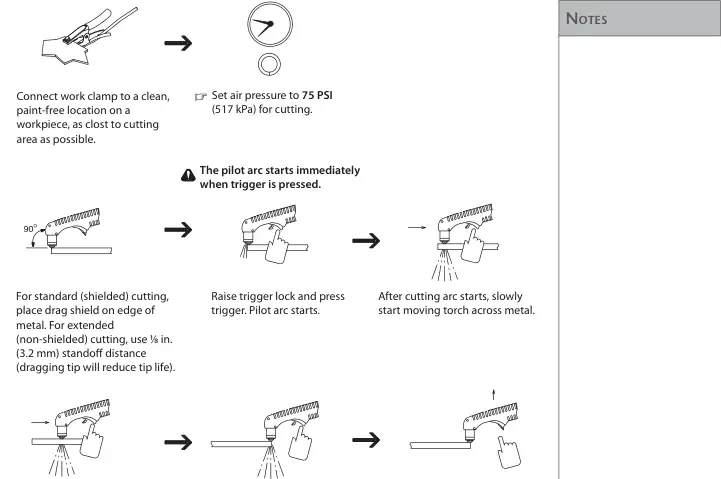 NOTES
Connect work clamp to a clean,
paint-free location on a
workpiece, as clost to cutting
area as possible.
☞ Set air pressure to 75 PSI
(517 kPa) for cutting.
The pilot arc starts immediately
when trigger is pressed.
90°
For standard (shielded) cutting,
place drag shield on edge of
metal. For extended
(non-shielded) cutting, use ⅛ in.
(3.2 mm) standoff distance
(dragging tip will reduce tip life).
Raise trigger lock and press
trigger. Pilot arc starts.
After cutting arc starts, slowly
start moving torch across metal.